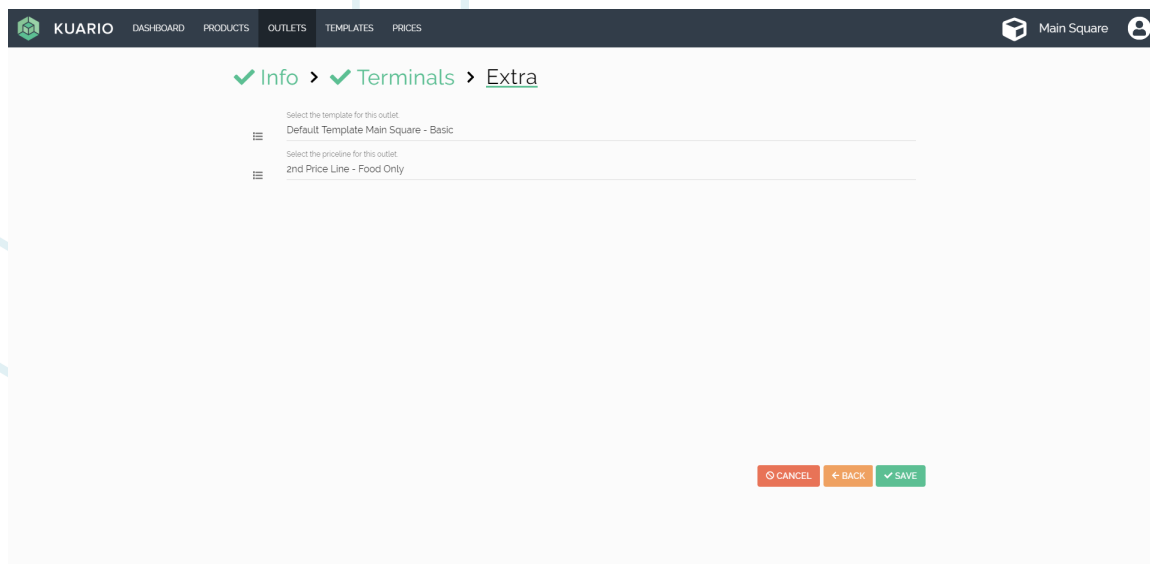 KUARIO DASHBOARD PRODUCTS OUTLETS TEMPLATES PRICES Main Square
Info > Terminals > Extra
Select the template for this outlet
Default Template Main Square - Basic
Select the priceline for this outlet
2nd Price Line - Food Only
CANCEL BACK SAVE